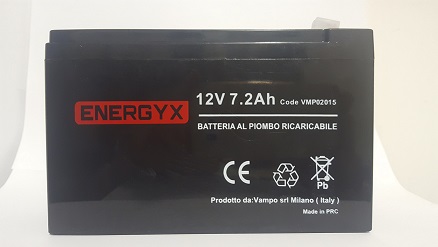 ENERGYX
12V 7.2Ah Code VMP02015
BATTERIA AL PIOMBO RICARICABILE
CE
Pb
Prodotto da:Vampo srl Milano ( Italy )
Made in PRC